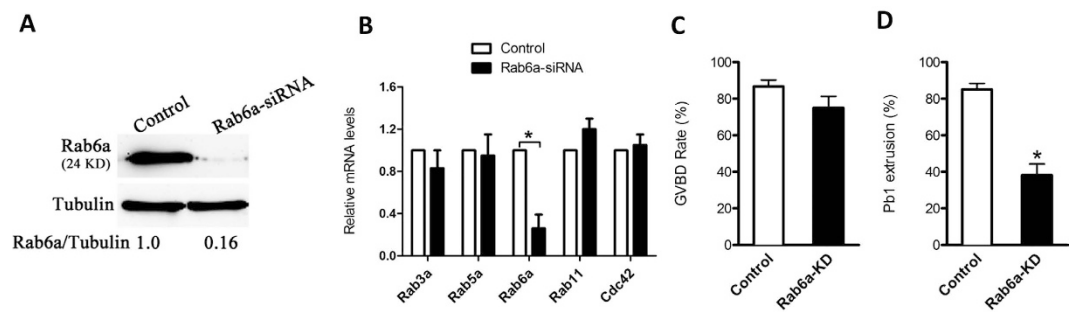 A
Control
Rab6a-siRNA
Rab6a
(24 KD)
Tubulin
Rab6a/Tubulin 1.0 0.16
B
Control
Rab6a-siRNA
Relative mRNA levels
1.6
1.2
0.8
0.4
0.0
*
Rab3a
Rab5a
Rab6a
Rab11
Cdc42
C
GVBD Rate (%)
100
80
60
40
20
0
Control
Rab6a-KD
D
Pb1 extrusion (%)
100
80
60
40
20
0
*
Control
Rab6a-KD